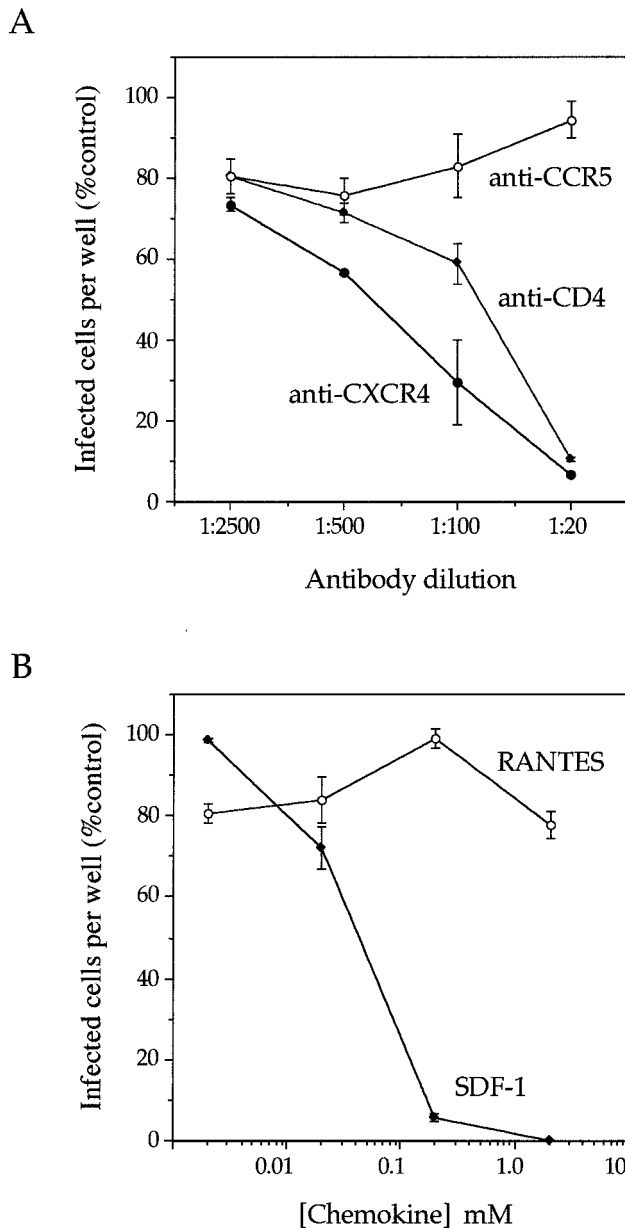 A
Infected cells per well (%control)
100
80
60
40
20
0
anti-CCR5
anti-CD4
anti-CXCR4
1:2500 1:500 1:100 1:20
Antibody dilution
B
Infected cells per well (%control)
100
80
60
40
20
0
RANTES
SDF-1
0.01 0.1 1.0 10
[Chemokine] mM